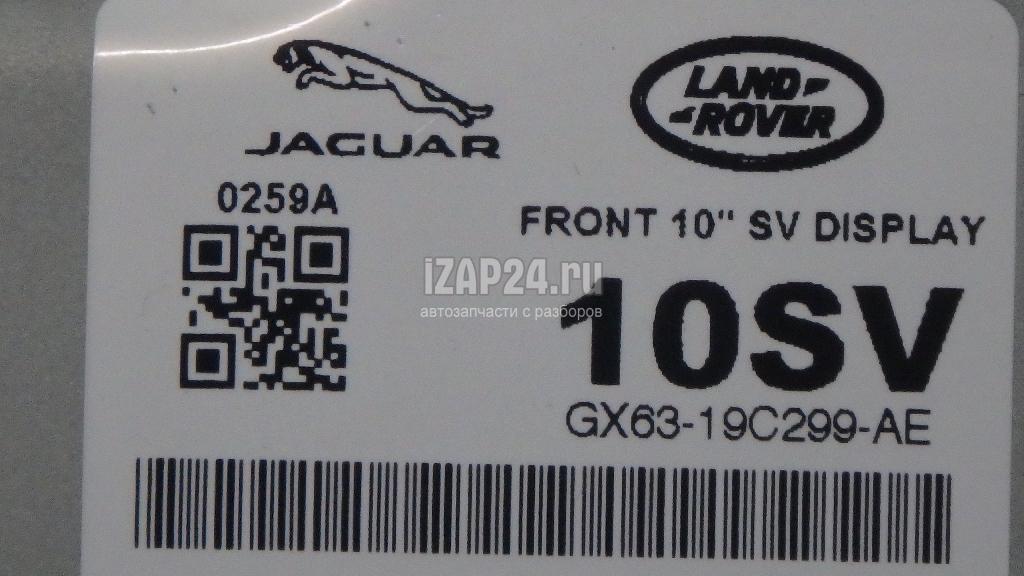 JAGUAR
LAND
ROVER
0259A
FRONT 10" SV DISPLAY
iZAP24.ru
автозапчасти с разборов
10SV
GX63-19C299-AE